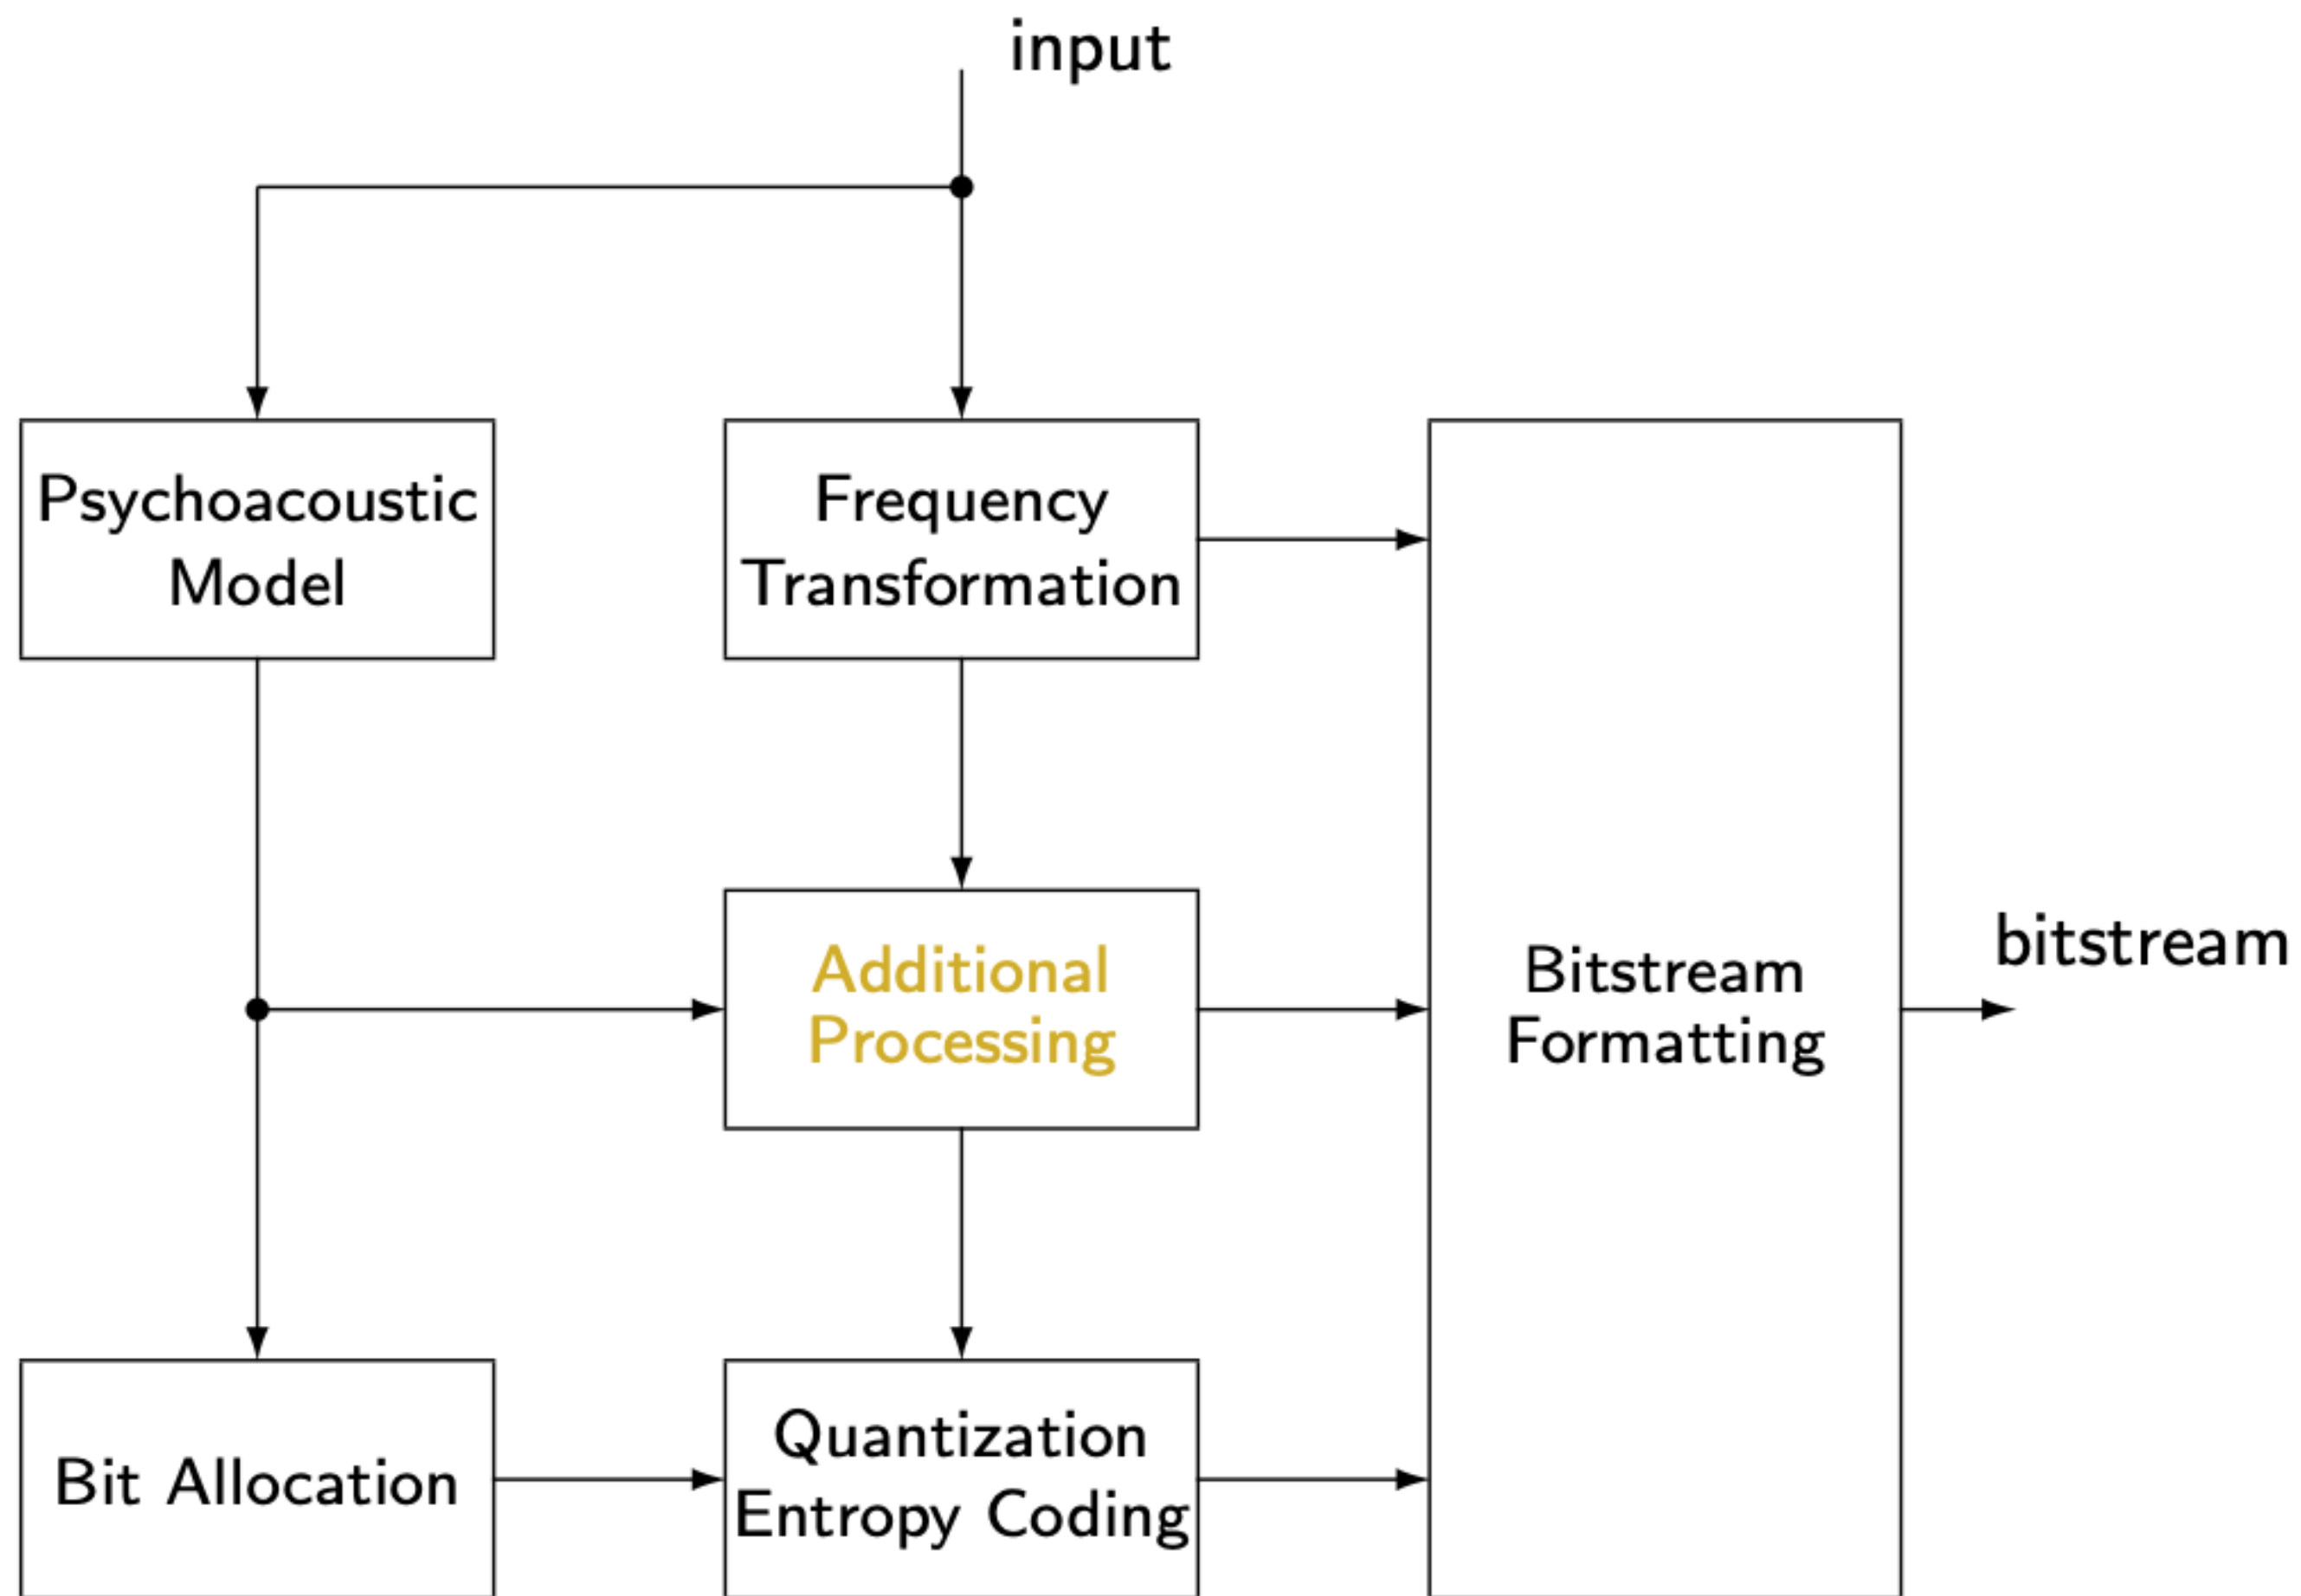 input
Psychoacoustic
Model
Frequency
Transformation
Additional
Processing
Bitstream
Formatting
bitstream
Bit Allocation
Quantization
Entropy Coding